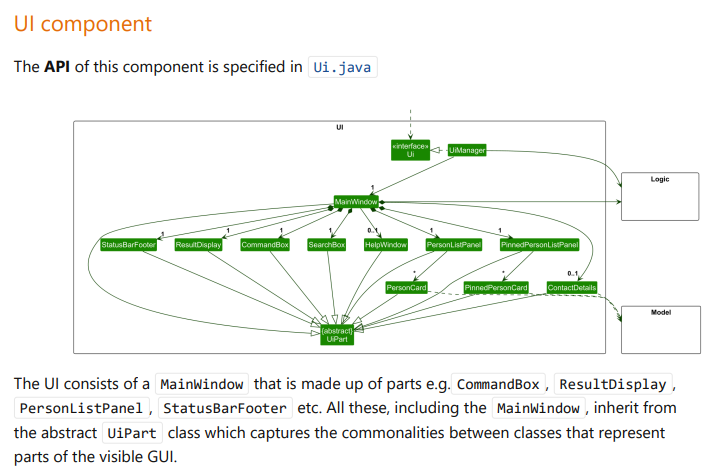 UI component
The API of this component is specified in Ui.java
UI
«interface»
Ui
UiManager
Logic
1
MainWindow
1 1 1 1 0..1 1 1
StatusBarFooter ResultDisplay CommandBox SearchBox HelpWindow PersonListPanel PinnedPersonListPanel
* * 0..1
PersonCard PinnedPersonCard ContactDetails
Model
{abstract}
UiPart
The UI consists of a MainWindow that is made up of parts e.g. CommandBox , ResultDisplay ,
PersonListPanel , StatusBarFooter etc. All these, including the MainWindow , inherit from
the abstract UiPart class which captures the commonalities between classes that represent
parts of the visible GUI.